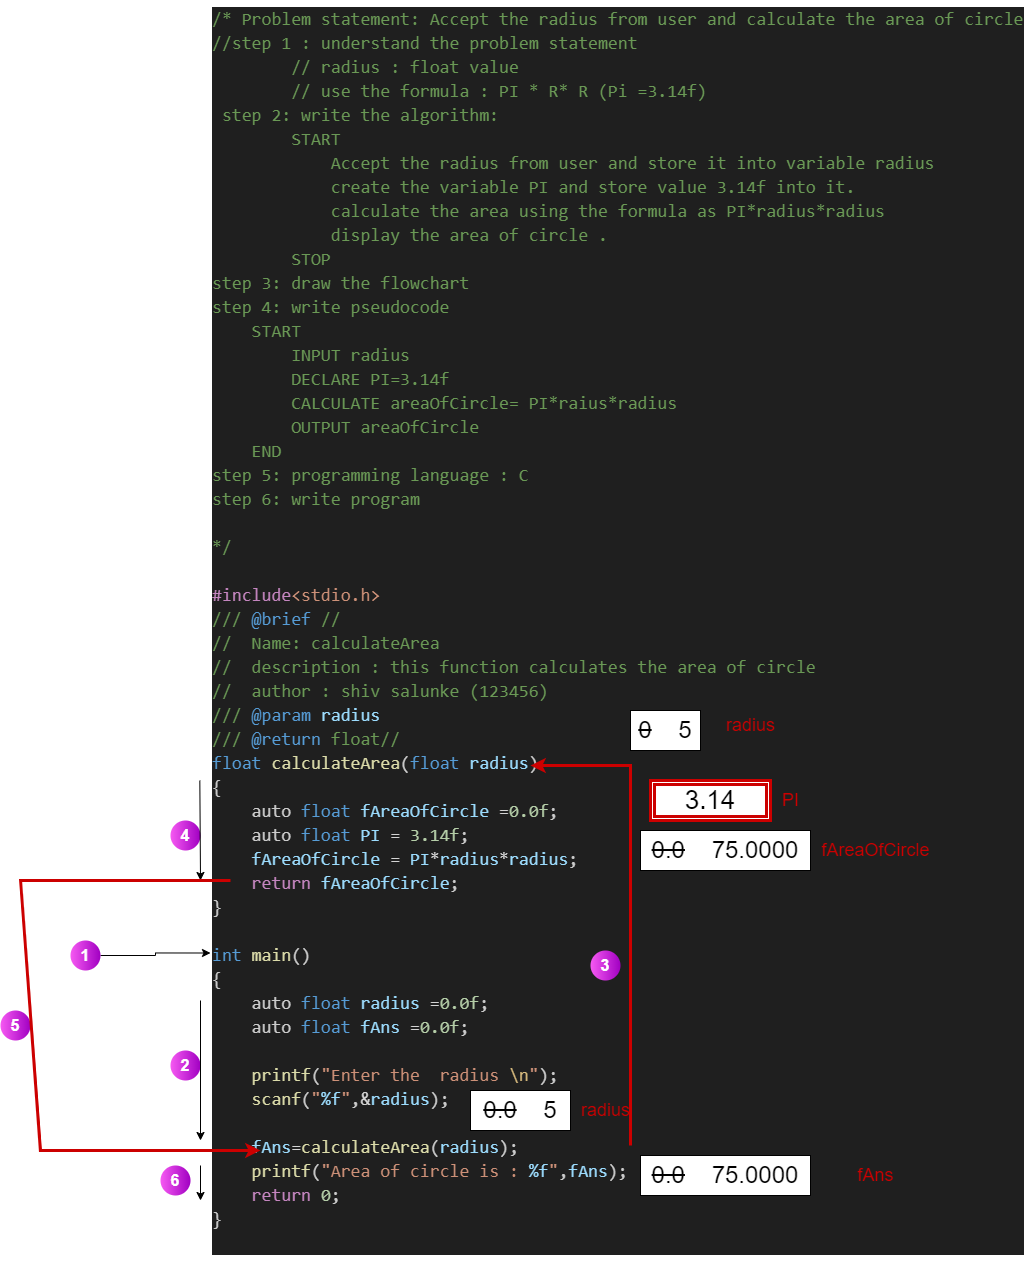 /* Problem statement: Accept the radius from user and calculate the area of circle
//step 1 : understand the problem statement
// radius : float value
// use the formula : PI * R* R (Pi =3.14f)
step 2: write the algorithm:
START
Accept the radius from user and store it into variable radius
create the variable PI and store value 3.14f into it.
calculate the area using the formula as PI*radius*radius
display the area of circle .
STOP
step 3: draw the flowchart
step 4: write pseudocode
START
INPUT radius
DECLARE PI=3.14f
CALCULATE areaOfCircle= PI*raius*radius
OUTPUT areaOfCircle
END
step 5: programming language : C
step 6: write program
*/
#include<stdio.h>
/// @brief //
//  Name: calculateArea
//  description : this function calculates the area of circle
//  author : shiv salunke (123456)
/// @param radius
0 5 radius
/// @return float//
float calculateArea(float radius)
{
3.14 PI
auto float fAreaOfCircle =0.0f;
4
auto float PI = 3.14f;
0.0 75.0000 fAreaOfCircle
fAreaOfCircle = PI*radius*radius;
return fAreaOfCircle;
}
1
int main()
3
{
auto float radius =0.0f;
5
auto float fAns =0.0f;
2
printf("Enter the  radius \n");
scanf("%f",&radius);
0.0 5 radius
fAns=calculateArea(radius);
printf("Area of circle is : %f",fAns);
0.0 75.0000 fAns
6
return 0;
}